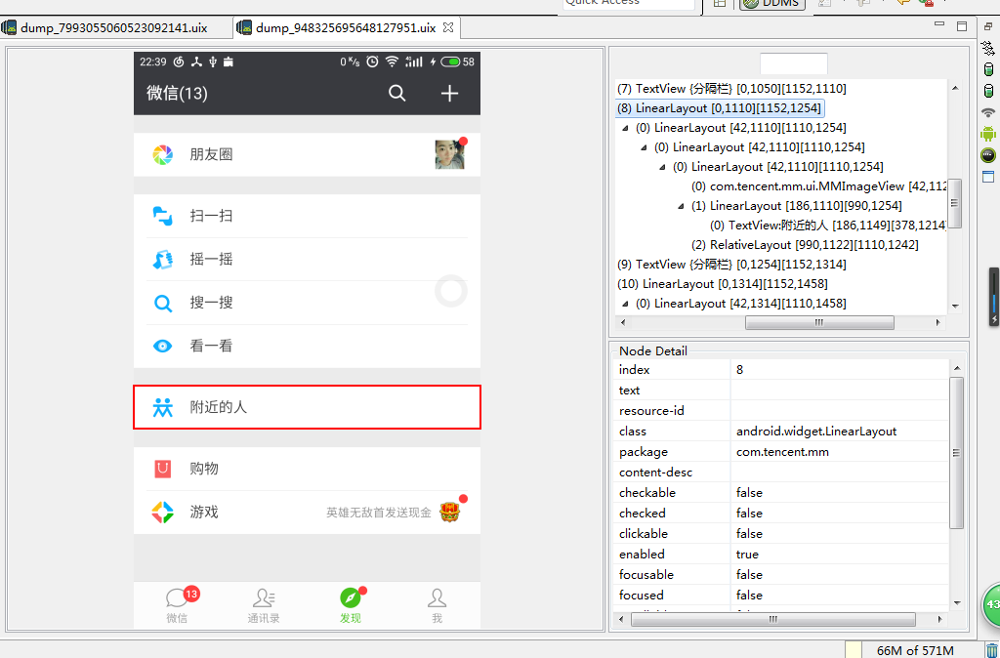 Quick Access
DDMS
dump_7993055060523092141.uix
dump_948325695648127951.uix
22:39
0 K/s
4G
58
微信(13)
朋友圈
扫一扫
摇一摇
搜一搜
看一看
附近的人
购物
游戏
英雄无敌首发送现金
13
微信
通讯录
发现
我
(7) TextView {分隔栏} [0,1050][1152,1110]
(8) LinearLayout [0,1110][1152,1254]
(0) LinearLayout [42,1110][1110,1254]
(0) LinearLayout [42,1110][1110,1254]
(0) LinearLayout [42,1110][1110,1254]
(0) com.tencent.mm.ui.MMImageView [42,112
(1) LinearLayout [186,1110][990,1254]
(0) TextView:附近的人 [186,1149][378,1214]
(2) RelativeLayout [990,1122][1110,1242]
(9) TextView {分隔栏} [0,1254][1152,1314]
(10) LinearLayout [0,1314][1152,1458]
(0) LinearLayout [42,1314][1110,1458]
Node Detail
index 8
text
resource-id
class android.widget.LinearLayout
package com.tencent.mm
content-desc
checkable false
checked false
clickable false
enabled true
focusable false
focused false
43
66M of 571M